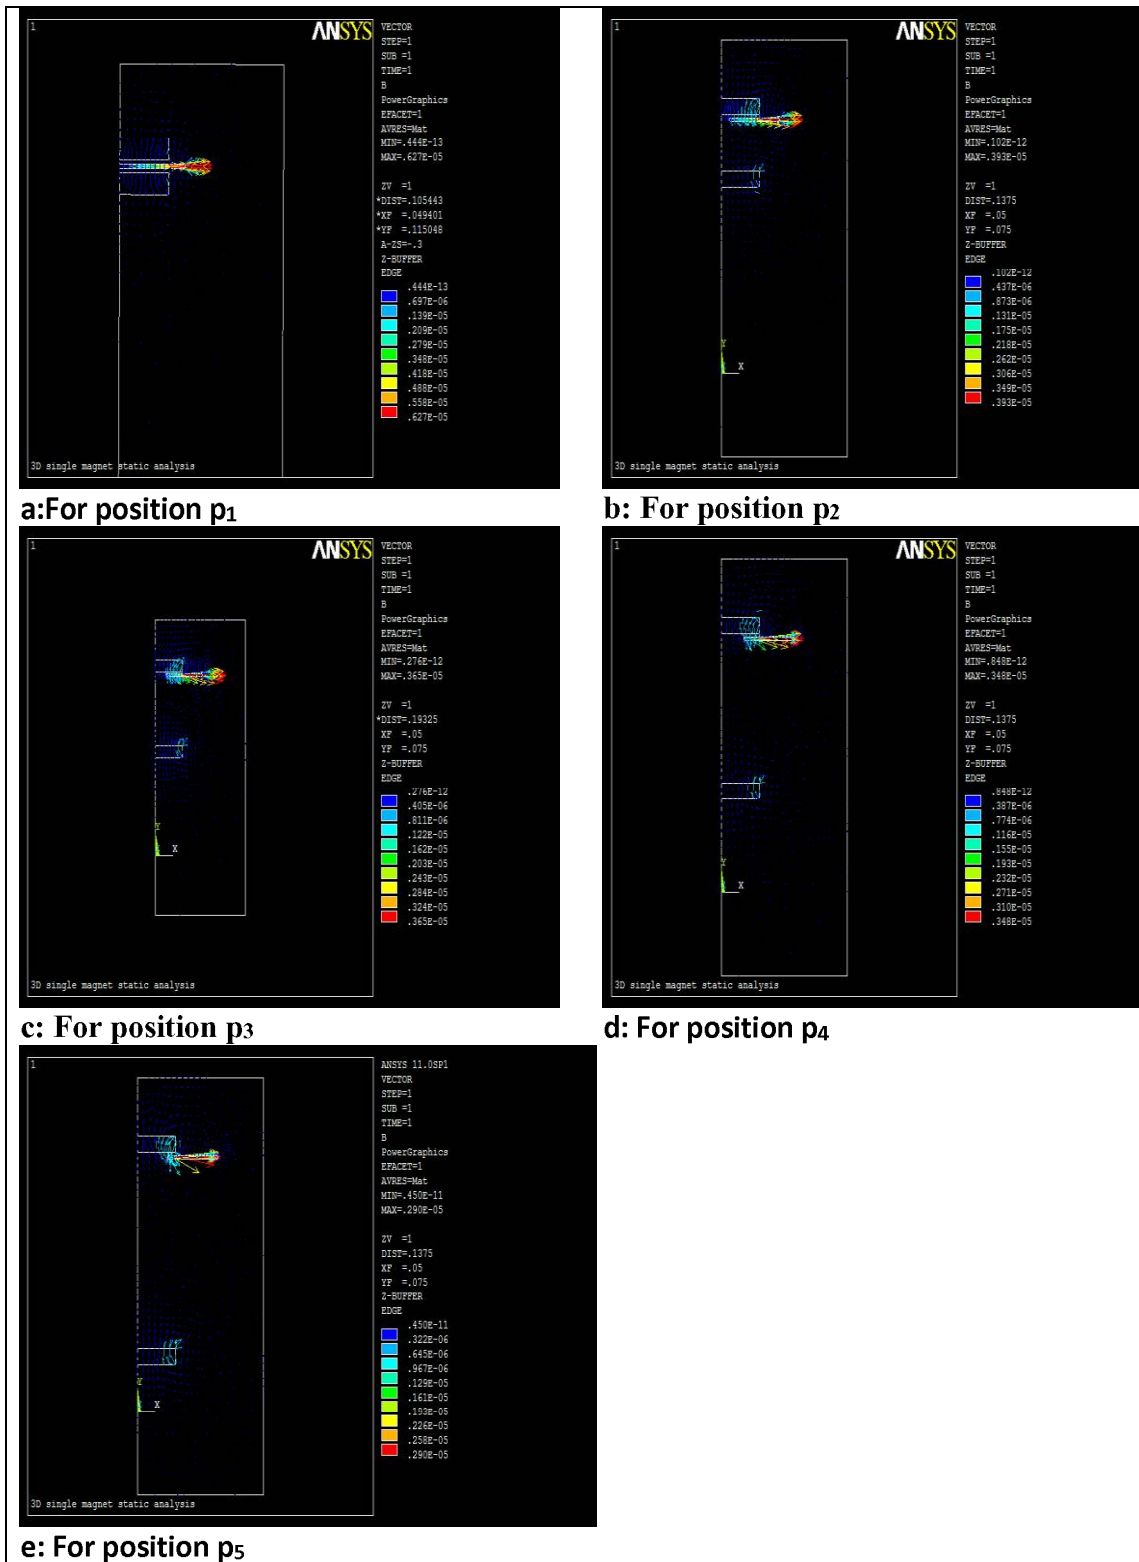 1
ANSYS
VECTOR
STEP=1
SUB =1
TIME=1
B
PowerGraphics
EFACET=1
AVRES=Mat
MIN=.444E-13
MAX=.627E-05
ZV =1
*DIST=.105443
*XF =.049401
*YF =.115048
A-ZS=-.3
Z-BUFFER
EDGE
.444E-13
.697E-06
.139E-05
.209E-05
.279E-05
.348E-05
.418E-05
.488E-05
.558E-05
.627E-05
3D single magnet static analysis
a:For position p1
1
ANSYS
VECTOR
STEP=1
SUB =1
TIME=1
B
PowerGraphics
EFACET=1
AVRES=Mat
MIN=.102E-12
MAX=.393E-05
ZV =1
DIST=.1375
XF =.05
YF =.075
Z-BUFFER
EDGE
.102E-12
.437E-06
.873E-06
.131E-05
.175E-05
.218E-05
.262E-05
.306E-05
.349E-05
.393E-05
Y
X
3D single magnet static analysis
b: For position p2
1
ANSYS
VECTOR
STEP=1
SUB =1
TIME=1
B
PowerGraphics
EFACET=1
AVRES=Mat
MIN=.276E-12
MAX=.365E-05
ZV =1
*DIST=.19325
XF =.05
YF =.075
Z-BUFFER
EDGE
.276E-12
.405E-06
.811E-06
.122E-05
.162E-05
.203E-05
.243E-05
.284E-05
.324E-05
.365E-05
Y
X
3D single magnet static analysis
c: For position p3
1
ANSYS
VECTOR
STEP=1
SUB =1
TIME=1
B
PowerGraphics
EFACET=1
AVRES=Mat
MIN=.848E-12
MAX=.348E-05
ZV =1
DIST=.1375
XF =.05
YF =.075
Z-BUFFER
EDGE
.848E-12
.387E-06
.774E-06
.116E-05
.155E-05
.193E-05
.232E-05
.271E-05
.310E-05
.348E-05
Y
X
3D single magnet static analysis
d: For position p4
1
ANSYS 11.0SP1
VECTOR
STEP=1
SUB =1
TIME=1
B
PowerGraphics
EFACET=1
AVRES=Mat
MIN=.450E-11
MAX=.290E-05
ZV =1
DIST=.1375
XF =.05
YF =.075
Z-BUFFER
EDGE
.450E-11
.322E-06
.645E-06
.967E-06
.129E-05
.161E-05
.193E-05
.226E-05
.258E-05
.290E-05
Y
X
3D single magnet static analysis
e: For position p5